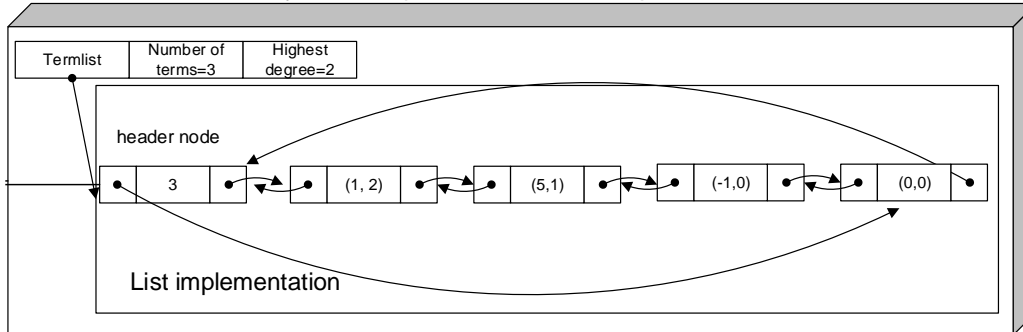 Termlist
Number of
terms=3
Highest
degree=2
header node
3
(1, 2)
(5,1)
(-1,0)
(0,0)
List implementation